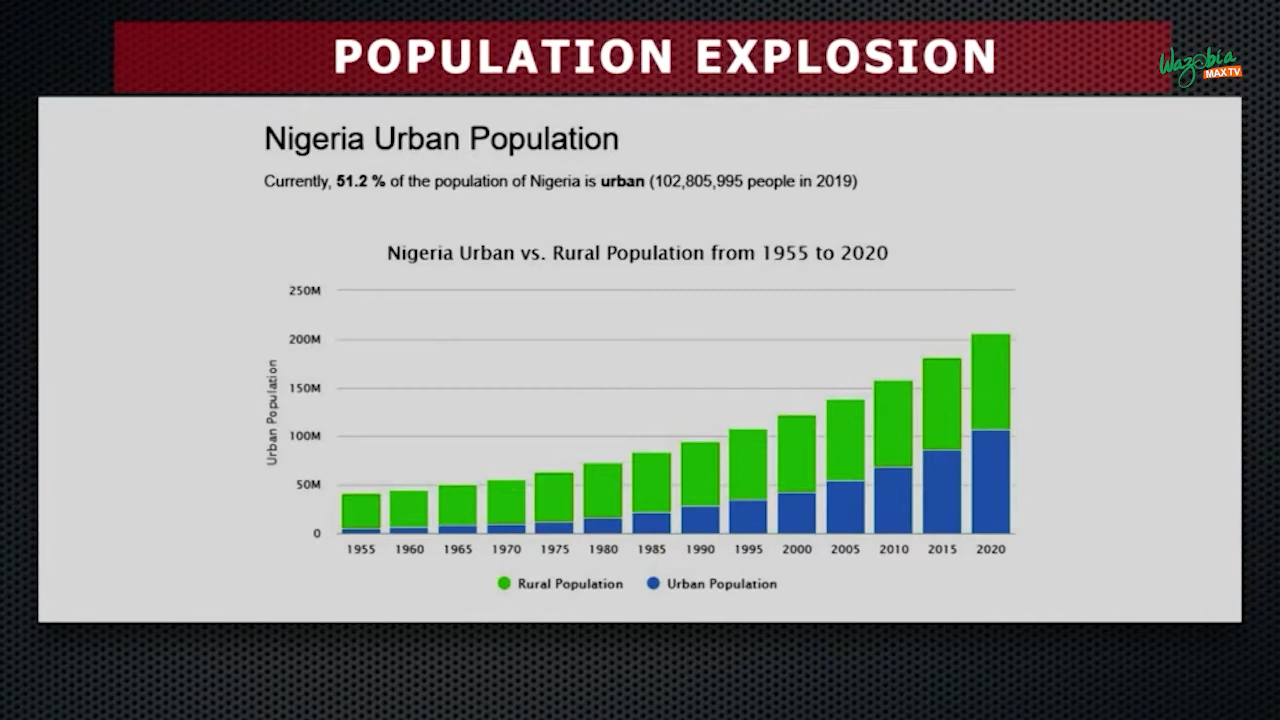 POPULATION EXPLOSION
Wazobia
MAX TV
Nigeria Urban Population
Currently, 51.2 % of the population of Nigeria is urban (102,805,995 people in 2019)
Nigeria Urban vs. Rural Population from 1955 to 2020
Urban Population
250M
200M
150M
100M
50M
0
1955 1960 1965 1970 1975 1980 1985 1990 1995 2000 2005 2010 2015 2020
Rural Population Urban Population